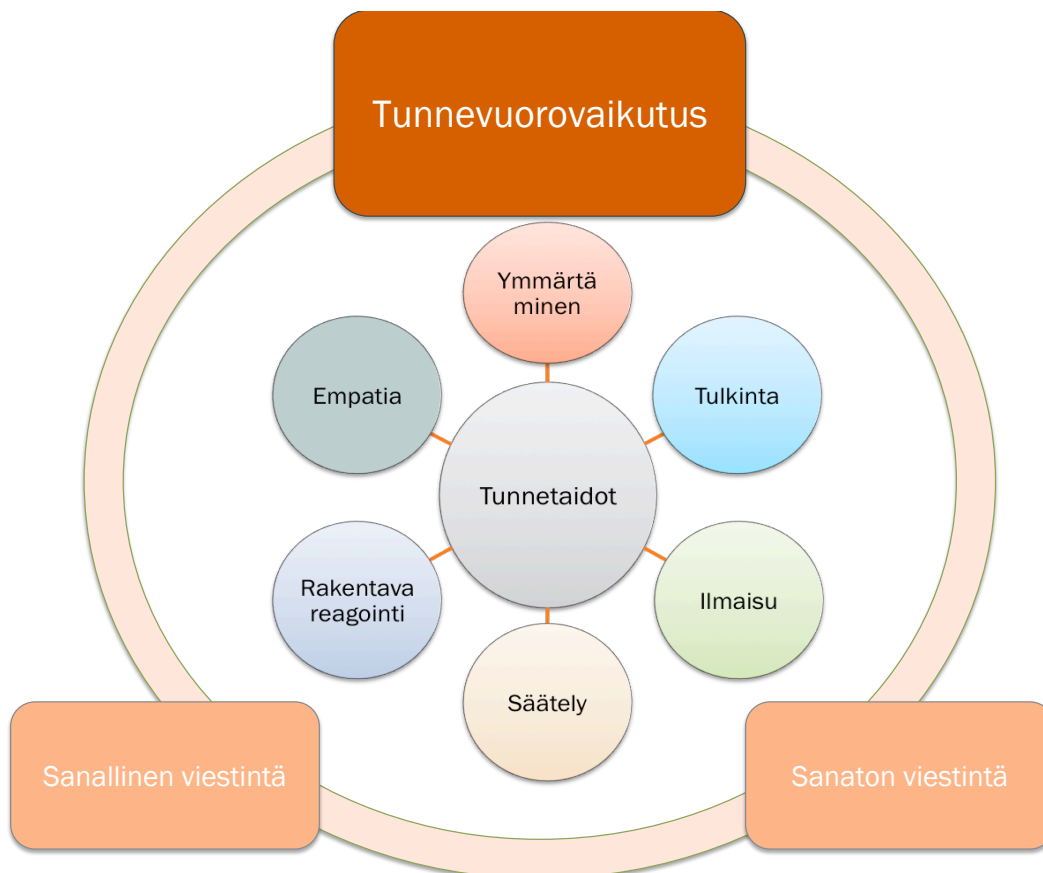 Tunnevuorovaikutus
Ymmärtä
minen
Empatia
Tulkinta
Tunnetaidot
Rakentava
reagointi
Ilmaisu
Säätely
Sanallinen viestintä
Sanaton viestintä